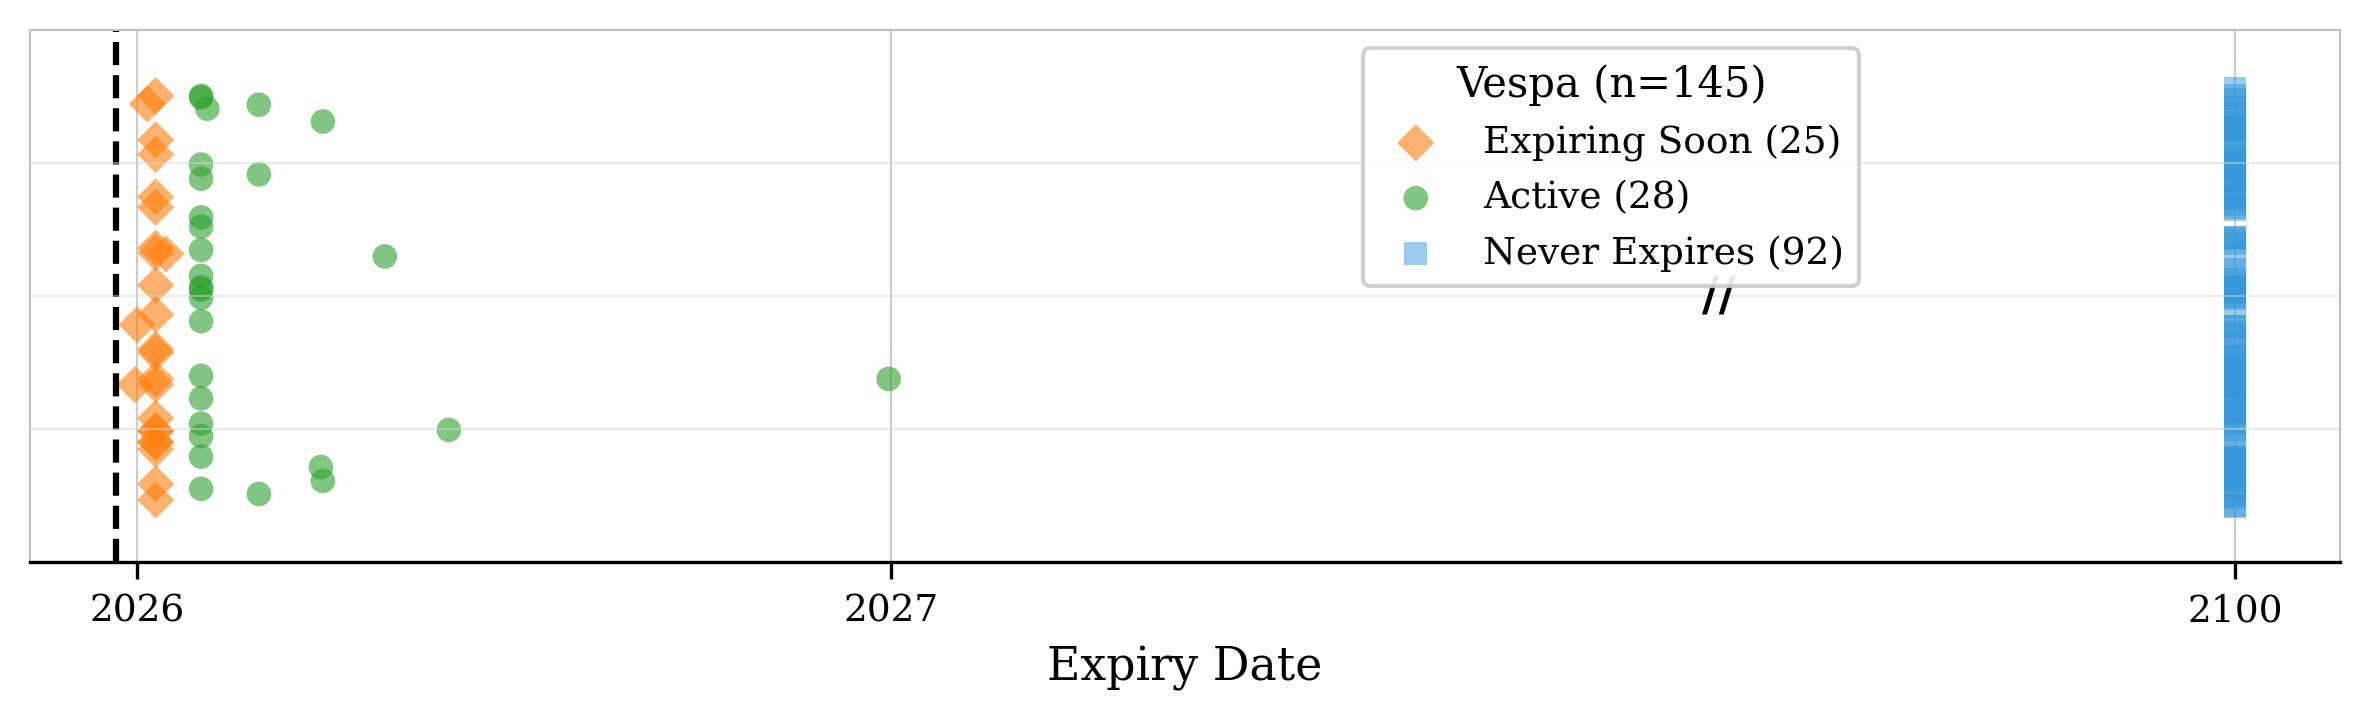 Vespa (n=145)
Expiring Soon (25)
Active (28)
Never Expires (92)
//
2026
2027
2100
Expiry Date